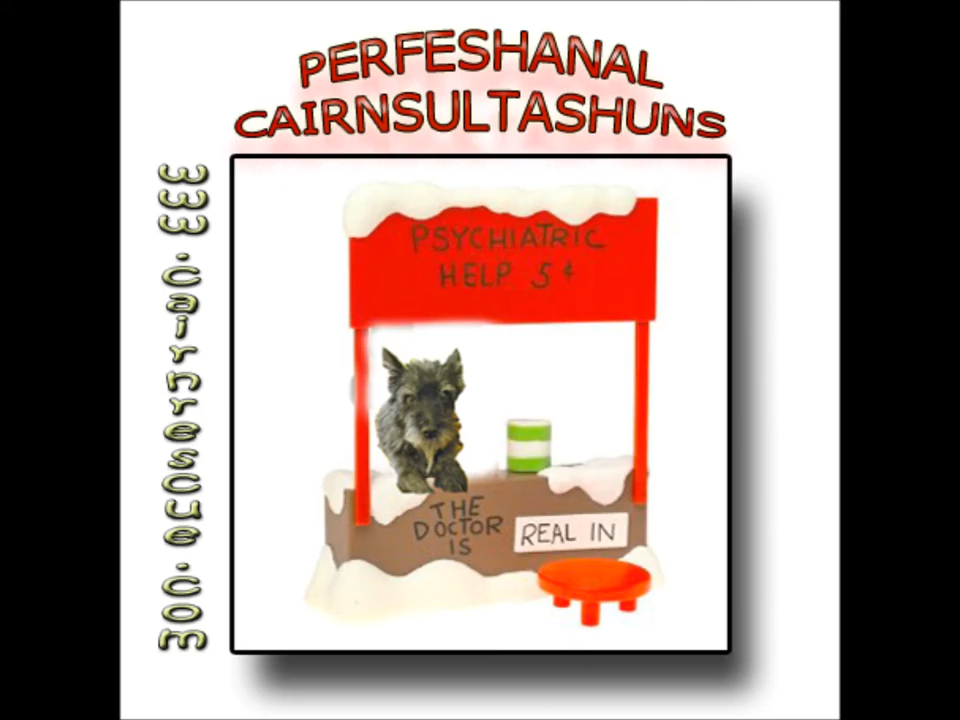 PERFESHANAL
CAIRNSULTASHUNS
www.cairnrescue.com
PSYCHIATRIC
HELP 5¢
THE
DOCTOR
IS
REAL IN